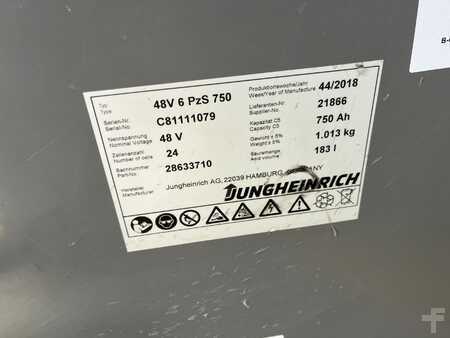 Typ
Type 48V 6 PzS 750
Produktionswoche/Jahr
Week/Year of Manufacture 44/2018
Serien-Nr.
Serial-No. C81111079
Lieferanten-Nr.
Supplier-No. 21866
Nennspannung
Nominal Voltage 48 V
Kapazität C5
Capacity C5 750 Ah
Zellenanzahl
Number of cells 24
Gewicht ± 5%
Weight ± 5% 1.013 kg
Sachnummer
Part-No. 28633710
Säuremenge
Acid volume 183 l
Hersteller
Manufacturer Jungheinrich AG, 22039 HAMBURG, GERMANY
JUNGHEINRICH